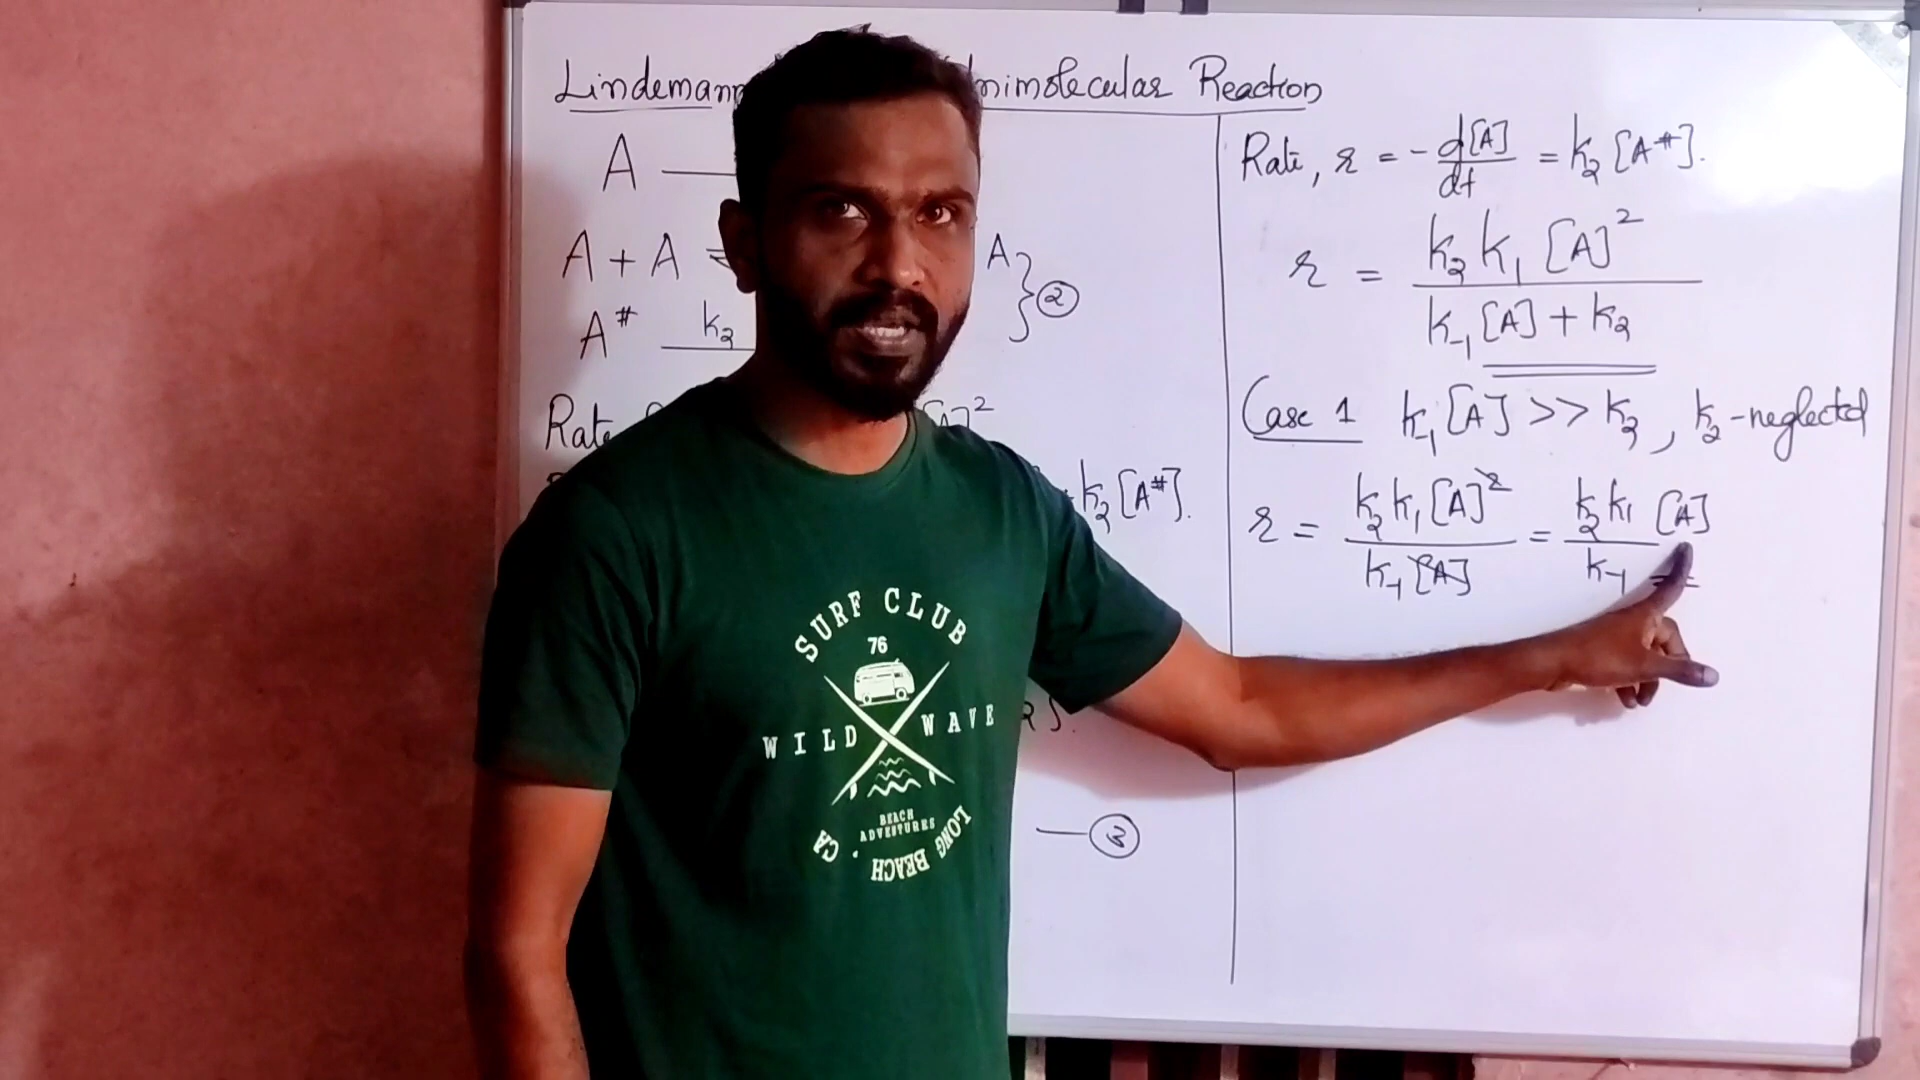 Lindemann nimolecular Reaction
A
A + A A } ②
A# k₂
Rate [A]²
k₂[A#].
③
Rate, r = - d[A]/dt = k₂ [A#].
r = k₂ k₁ [A]² / k₋₁ [A] + k₂
Case 1 k₋₁[A] >> k₂, k₂-neglected
r = k₂ k₁ [A]² / k₋₁ [A] = k₂ k₁ [A] / k₋₁
SURF CLUB
76
WILD WAVE
BEACH
ADVENTURES
LONG BEACH . CA